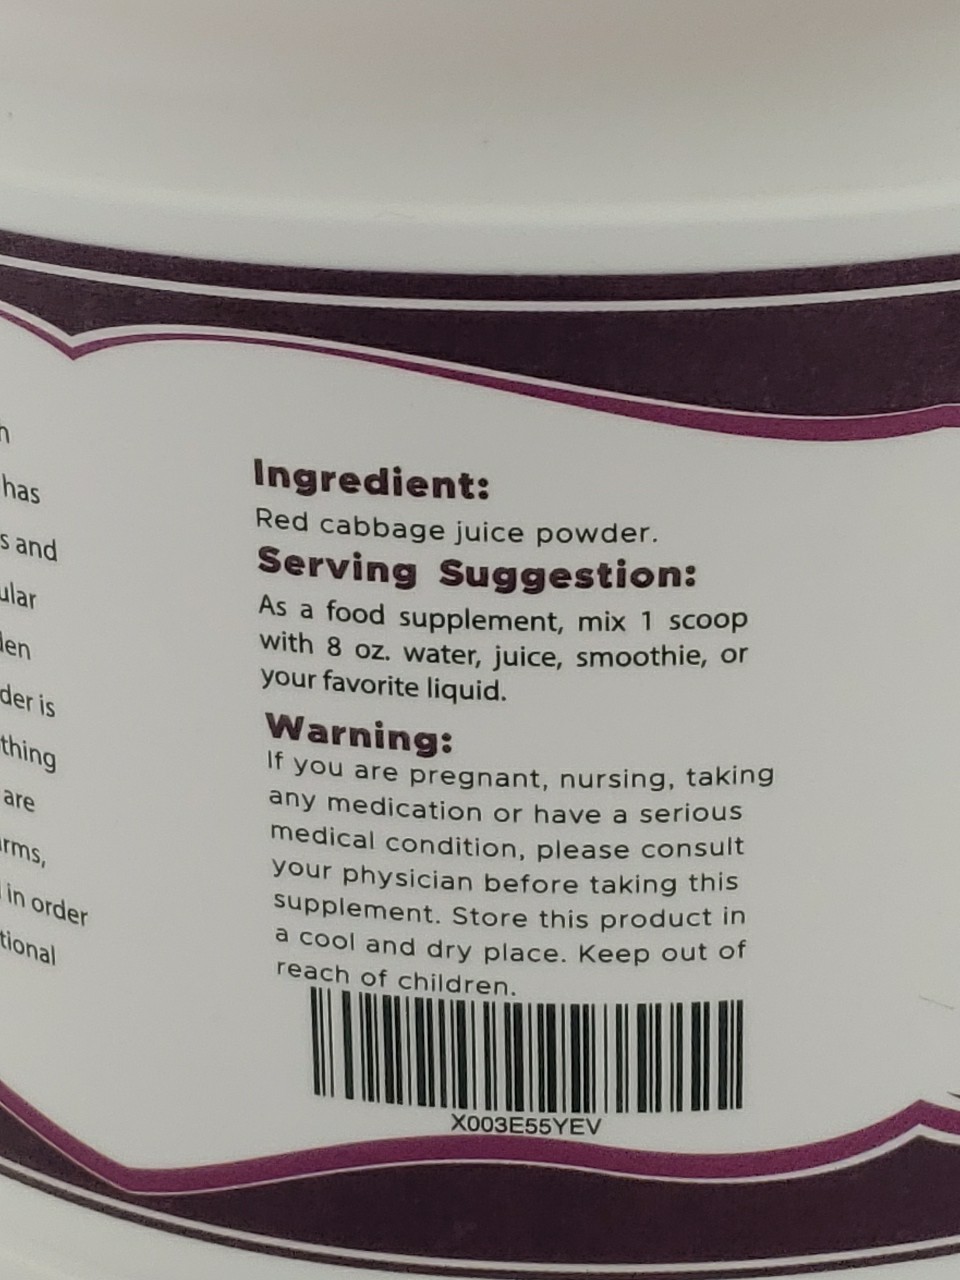 has
s and
ular
der is
thing
are
rms,
in order
tional
Ingredient:
Red cabbage juice powder.
Serving Suggestion:
As a food supplement, mix 1 scoop
with 8 oz. water, juice, smoothie, or
your favorite liquid.
Warning:
If you are pregnant, nursing, taking
any medication or have a serious
medical condition, please consult
your physician before taking this
supplement. Store this product in
a cool and dry place. Keep out of
reach of children.
X003E55YEV